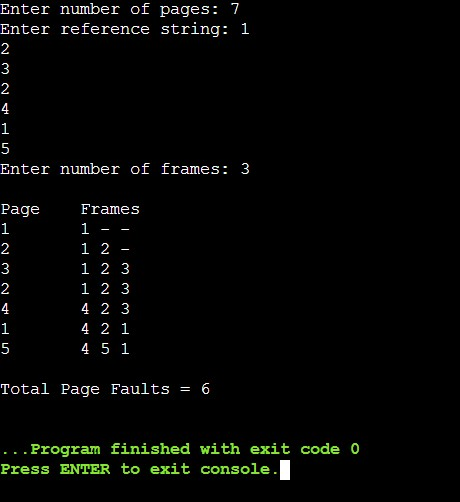 Enter number of pages: 7
Enter reference string: 1
2
3
2
4
1
5
Enter number of frames: 3
Page    Frames
1       1 - -
2       1 2 -
3       1 2 3
2       1 2 3
4       4 2 3
1       4 2 1
5       4 5 1
Total Page Faults = 6
...Program finished with exit code 0
Press ENTER to exit console.